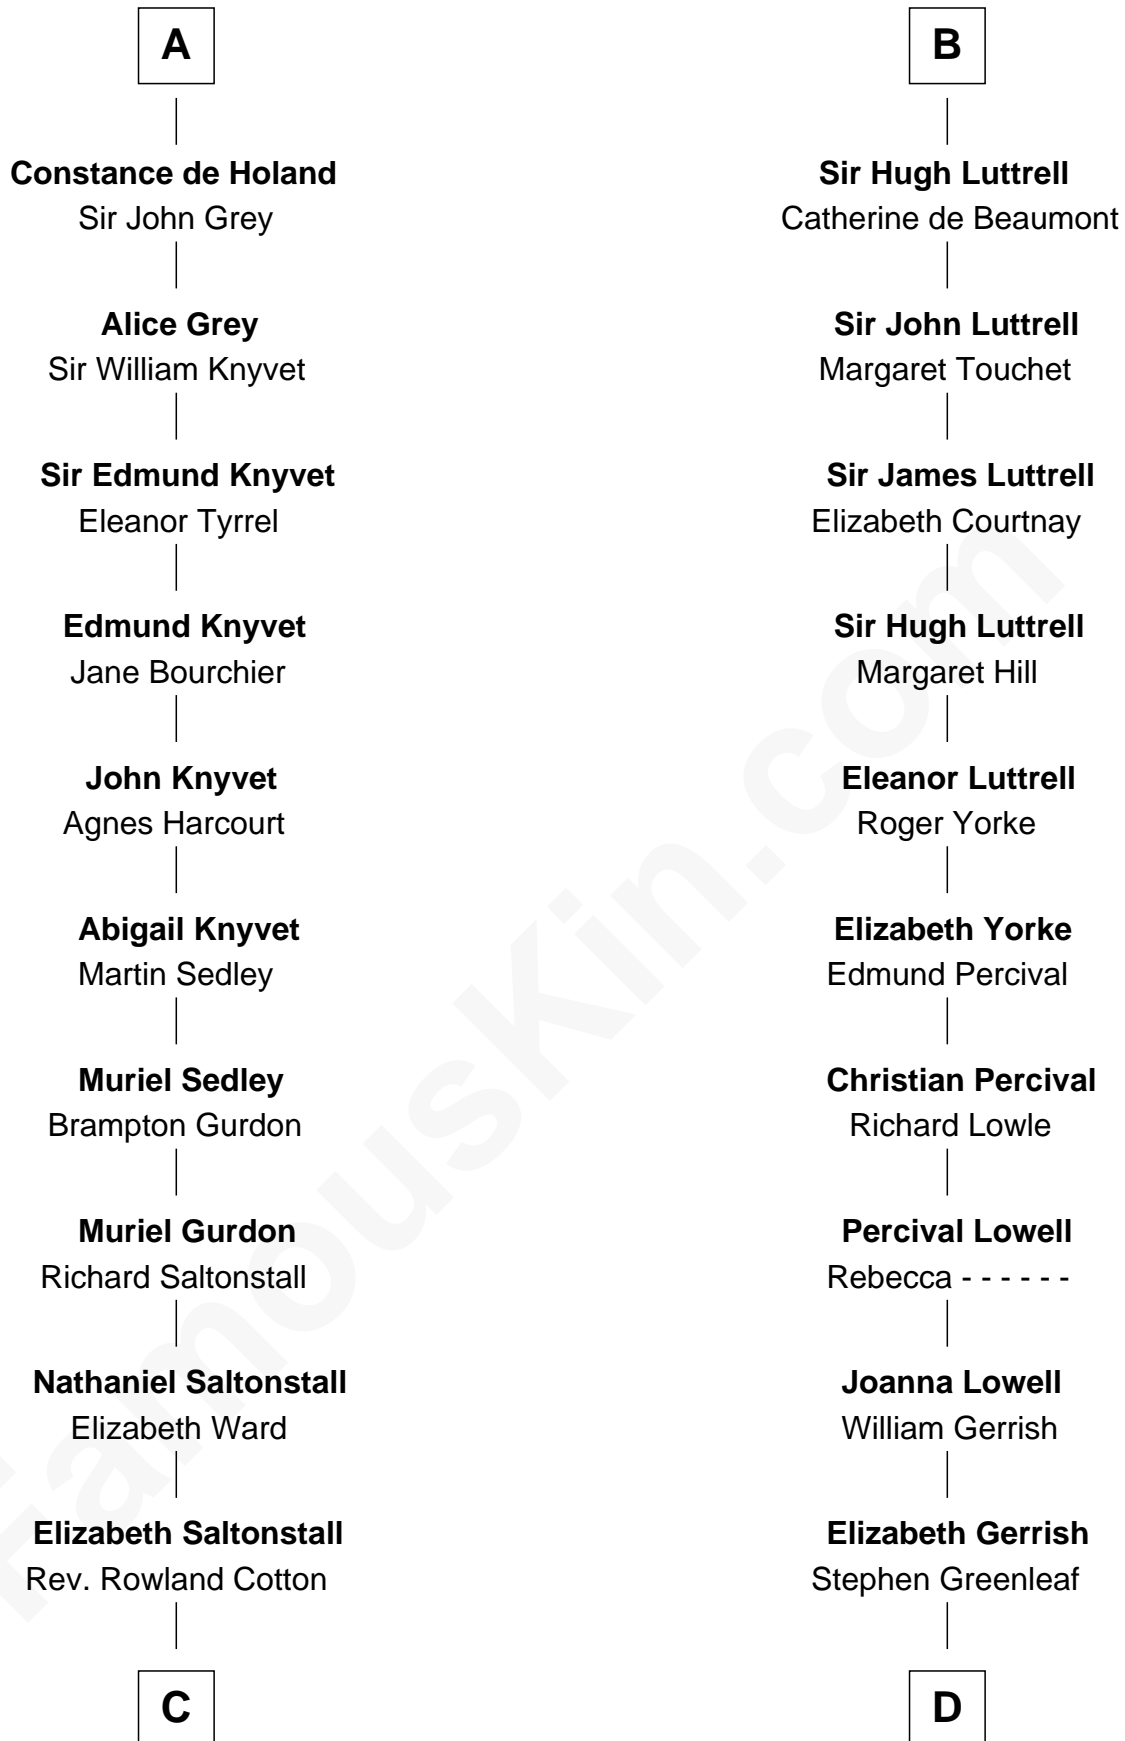 A
Constance de Holand
Sir John Grey
Alice Grey
Sir William Knyvet
Sir Edmund Knyvet
Eleanor Tyrrel
Edmund Knyvet
Jane Bourchier
John Knyvet
Agnes Harcourt
Abigail Knyvet
Martin Sedley
Muriel Sedley
Brampton Gurdon
Muriel Gurdon
Richard Saltonstall
Nathaniel Saltonstall
Elizabeth Ward
Elizabeth Saltonstall
Rev. Rowland Cotton
C
B
Sir Hugh Luttrell
Catherine de Beaumont
Sir John Luttrell
Margaret Touchet
Sir James Luttrell
Elizabeth Courtnay
Sir Hugh Luttrell
Margaret Hill
Eleanor Luttrell
Roger Yorke
Elizabeth Yorke
Edmund Percival
Christian Percival
Richard Lowle
Percival Lowell
Rebecca - - - - - -
Joanna Lowell
William Gerrish
Elizabeth Gerrish
Stephen Greenleaf
D
FamousKin.com